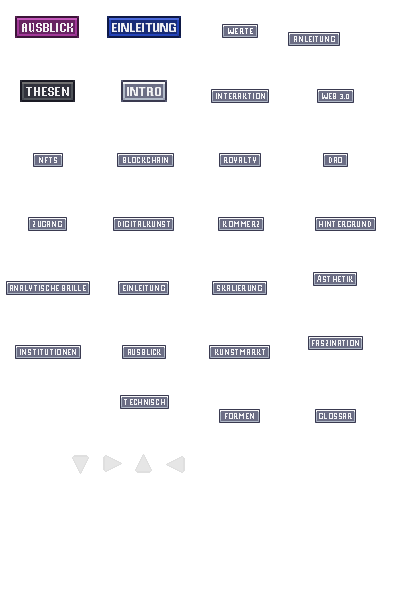 AUSBLICK EINLEITUNG WERTE ANLEITUNG
THESEN INTRO INTERAKTION WEB 3.0
NFTS BLOCKCHAIN ROYALTY DAO
ZUGANG DIGITALKUNST KOMMERZ HINTERGRUND
ANALYTISCHE BRILLE EINLEITUNG SKALIERUNG ÄSTHETIK
INSTITUTIONEN AUSBLICK KUNSTMARKT FASZINATION
TECHNISCH FORMEN GLOSSAR